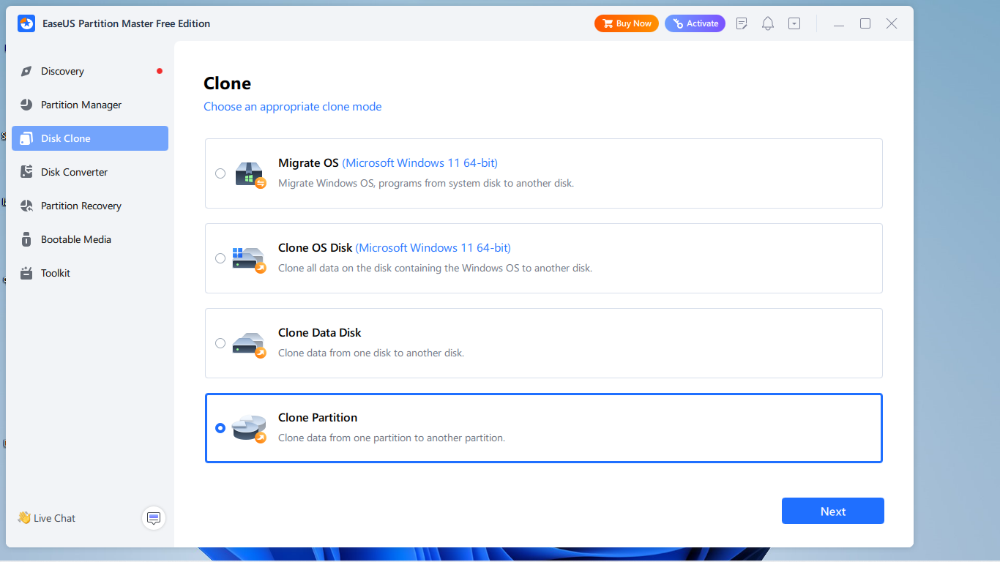 EaseUS Partition Master Free Edition
Buy Now
Activate
Discovery
Partition Manager
Disk Clone
Disk Converter
Partition Recovery
Bootable Media
Toolkit
Live Chat
Clone
Choose an appropriate clone mode
Migrate OS (Microsoft Windows 11 64-bit)
Migrate Windows OS, programs from system disk to another disk.
Clone OS Disk (Microsoft Windows 11 64-bit)
Clone all data on the disk containing the Windows OS to another disk.
Clone Data Disk
Clone data from one disk to another disk.
Clone Partition
Clone data from one partition to another partition.
Next